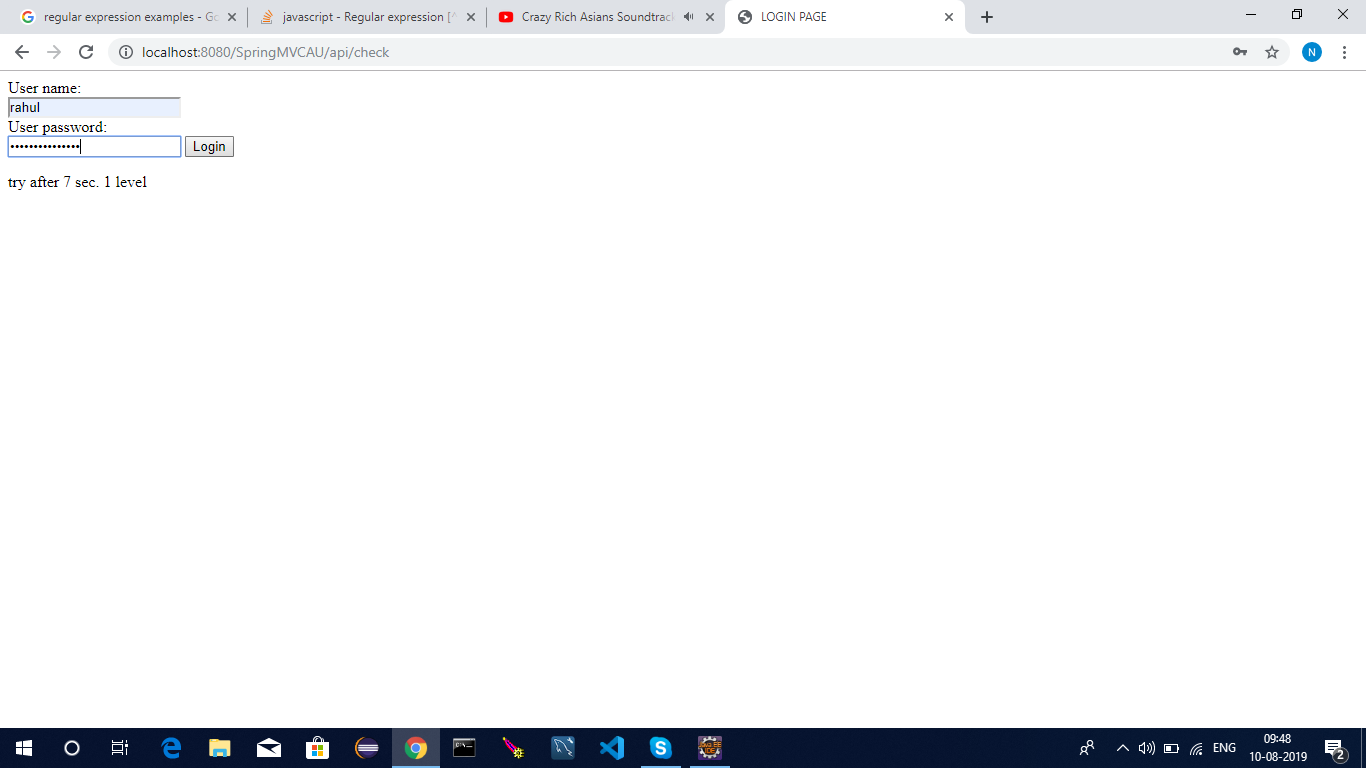 regular expression examples - Go
javascript - Regular expression [^
Crazy Rich Asians Soundtrack
LOGIN PAGE
localhost:8080/SpringMVCAU/api/check
N
User name:
rahul
User password:
Login
try after 7 sec. 1 level
ENG
09:48
10-08-2019
2